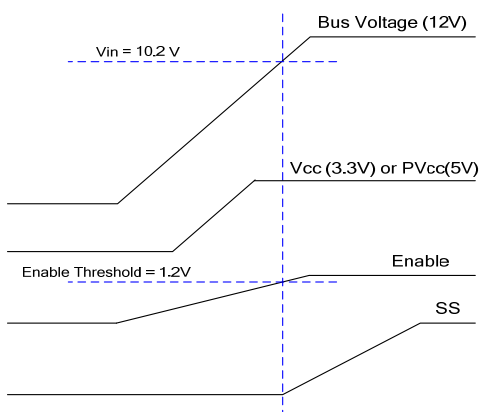 Bus Voltage (12V)
Vin = 10.2 V
Vcc (3.3V) or PVcc(5V)
Enable
Enable Threshold = 1.2V
SS